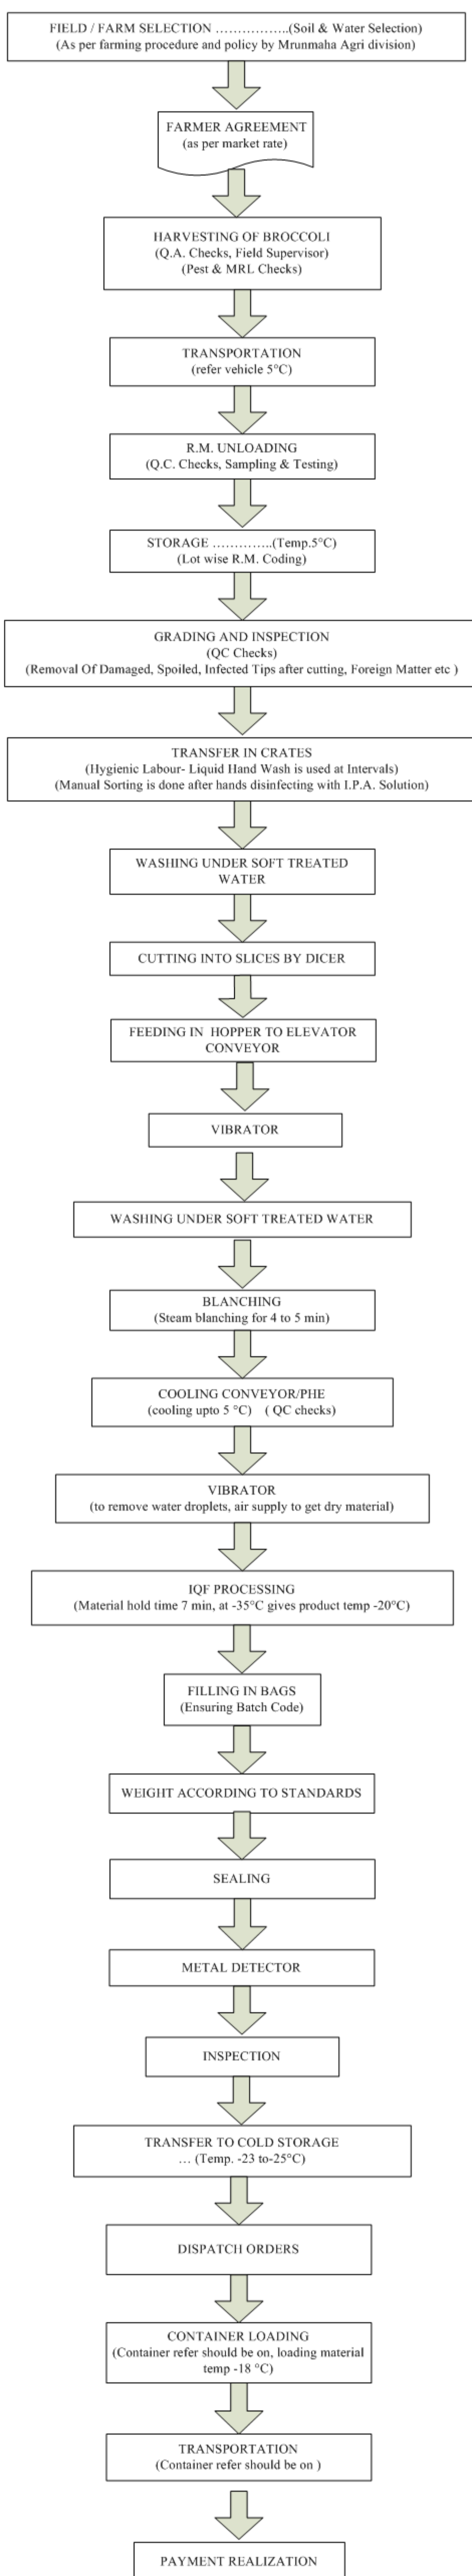 FIELD / FARM SELECTION ……………..(Soil & Water Selection)
(As per farming procedure and policy by Mrunmaha Agri division)
FARMER AGREEMENT
(as per market rate)
HARVESTING OF BROCCOLI
(Q.A. Checks, Field Supervisor)
(Pest & MRL Checks)
TRANSPORTATION
(refer vehicle 5°C)
R.M. UNLOADING
(Q.C. Checks, Sampling & Testing)
STORAGE …………..(Temp.5°C)
(Lot wise R.M. Coding)
GRADING AND INSPECTION
(QC Checks)
(Removal Of Damaged, Spoiled, Infected Tips after cutting, Foreign Matter etc )
TRANSFER IN CRATES
(Hygienic Labour- Liquid Hand Wash is used at Intervals)
(Manual Sorting is done after hands disinfecting with I.P.A. Solution)
WASHING UNDER SOFT TREATED
WATER
CUTTING INTO SLICES BY DICER
FEEDING IN HOPPER TO ELEVATOR
CONVEYOR
VIBRATOR
WASHING UNDER SOFT TREATED WATER
BLANCHING
(Steam blanching for 4 to 5 min)
COOLING CONVEYOR/PHE
(cooling upto 5 °C) ( QC checks)
VIBRATOR
(to remove water droplets, air supply to get dry material)
IQF PROCESSING
(Material hold time 7 min, at -35°C gives product temp -20°C)
FILLING IN BAGS
(Ensuring Batch Code)
WEIGHT ACCORDING TO STANDARDS
SEALING
METAL DETECTOR
INSPECTION
TRANSFER TO COLD STORAGE
… (Temp. -23 to-25°C)
DISPATCH ORDERS
CONTAINER LOADING
(Container refer should be on, loading material
temp -18 °C)
TRANSPORTATION
(Container refer should be on )
PAYMENT REALIZATION